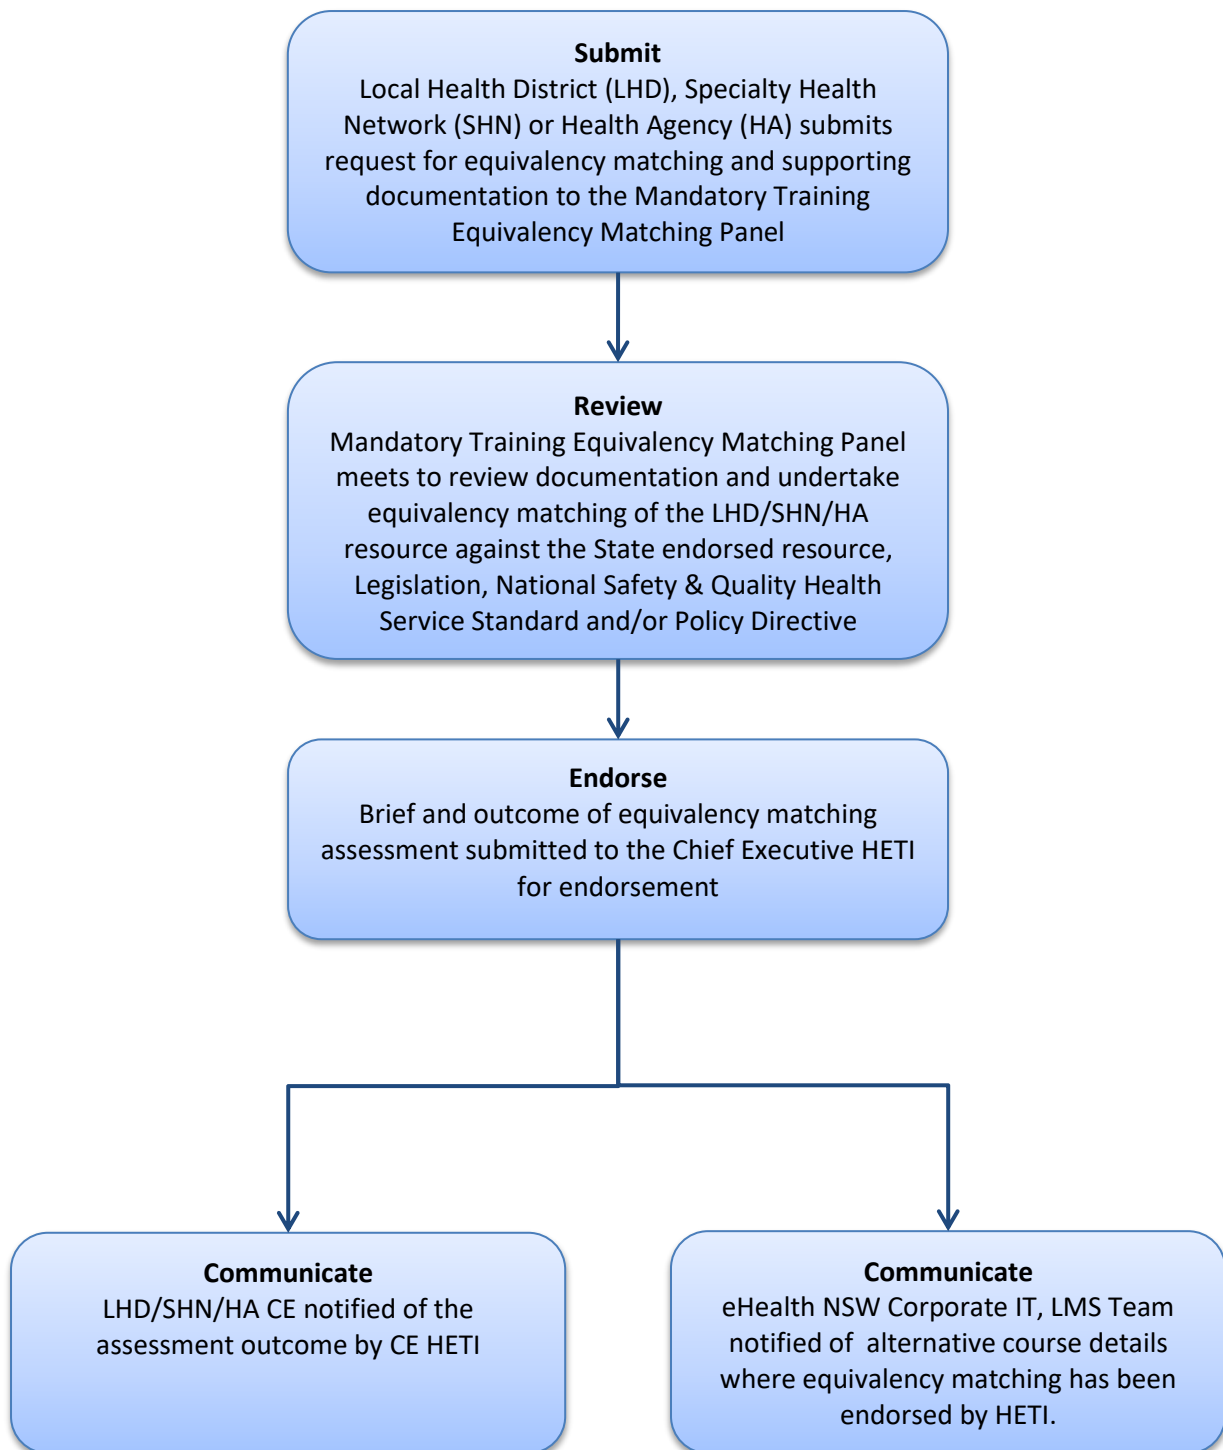 Submit
Local Health District (LHD), Specialty Health
Network (SHN) or Health Agency (HA) submits
request for equivalency matching and supporting
documentation to the Mandatory Training
Equivalency Matching Panel
Review
Mandatory Training Equivalency Matching Panel
meets to review documentation and undertake
equivalency matching of the LHD/SHN/HA
resource against the State endorsed resource,
Legislation, National Safety & Quality Health
Service Standard and/or Policy Directive
Endorse
Brief and outcome of equivalency matching
assessment submitted to the Chief Executive HETI
for endorsement
Communicate
LHD/SHN/HA CE notified of the
assessment outcome by CE HETI
Communicate
eHealth NSW Corporate IT, LMS Team
notified of  alternative course details
where equivalency matching has been
endorsed by HETI.